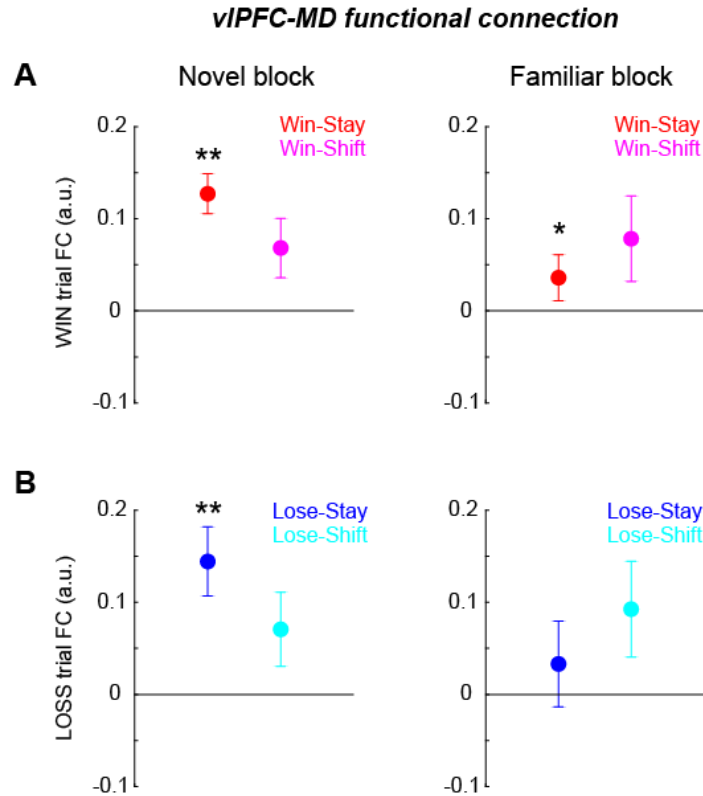 vlPFC-MD functional connection
A
Novel block
Familiar block
WIN trial FC (a.u.)
0.2
0.1
0
-0.1
**
Win-Stay
Win-Shift
0.2
0.1
0
-0.1
*
Win-Stay
Win-Shift
B
LOSS trial FC (a.u.)
0.2
0.1
0
-0.1
**
Lose-Stay
Lose-Shift
0.2
0.1
0
-0.1
Lose-Stay
Lose-Shift